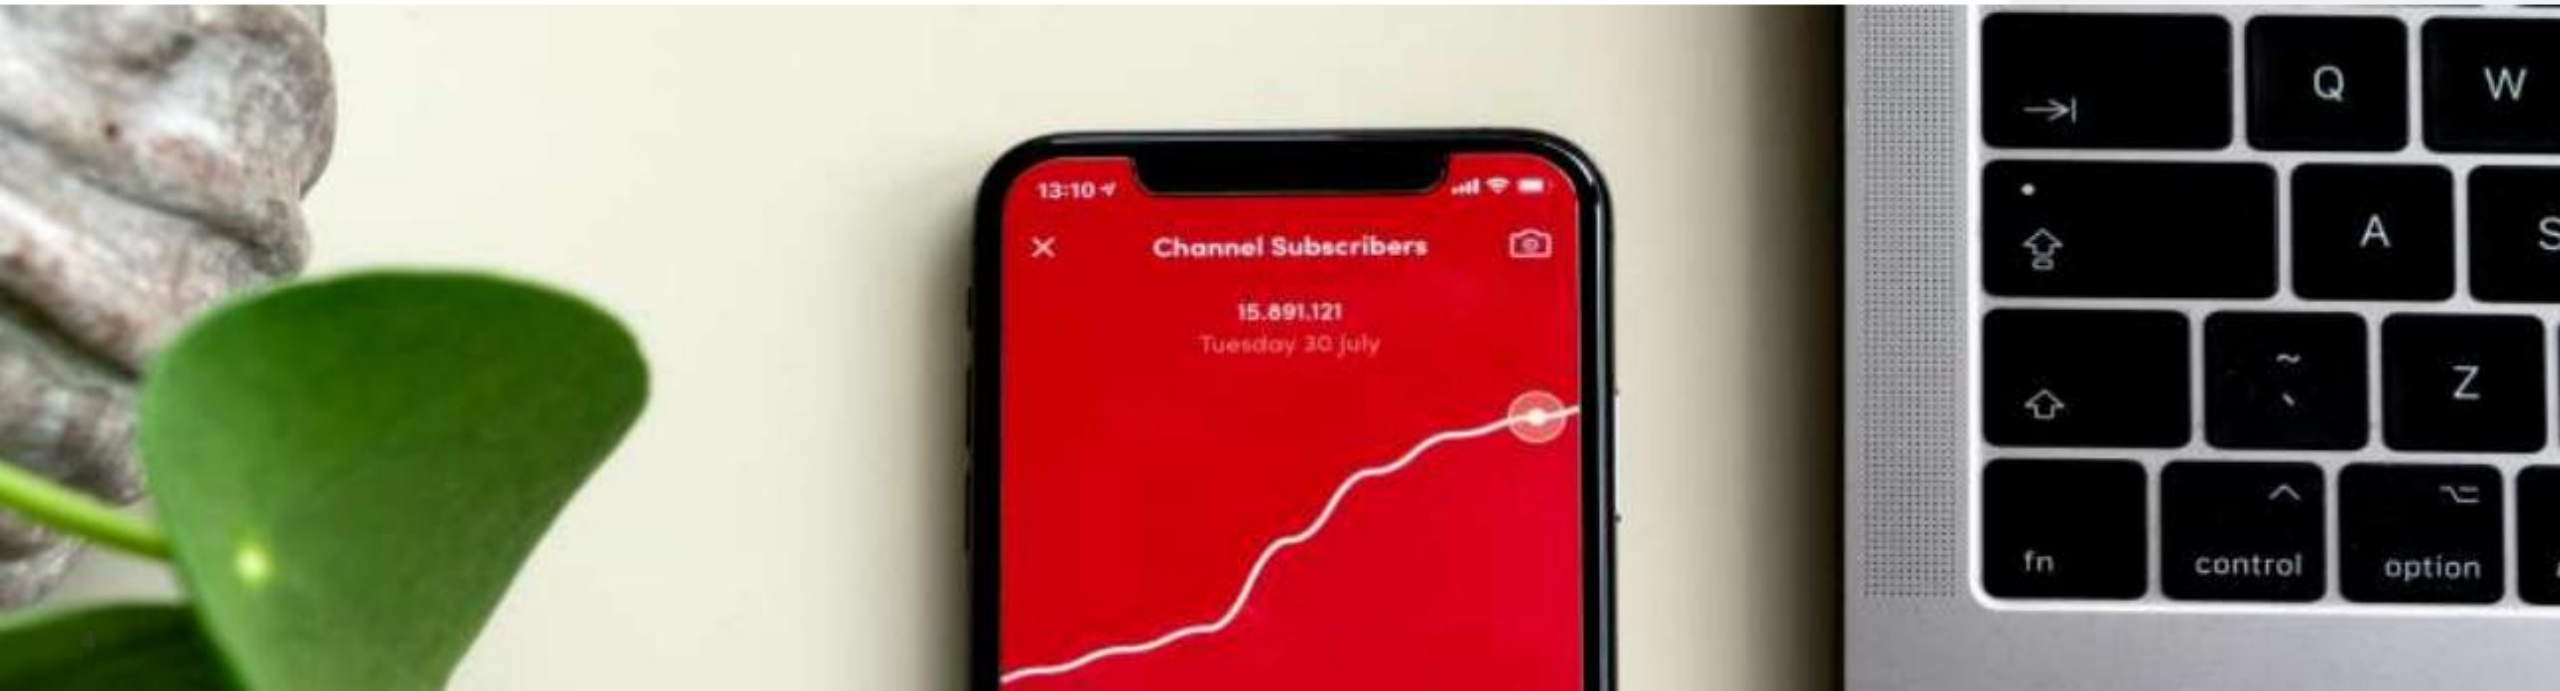 13:10
Channel Subscribers
15.891.121
Tuesday 30 July
Q W
A S
~
`
Z
fn control option